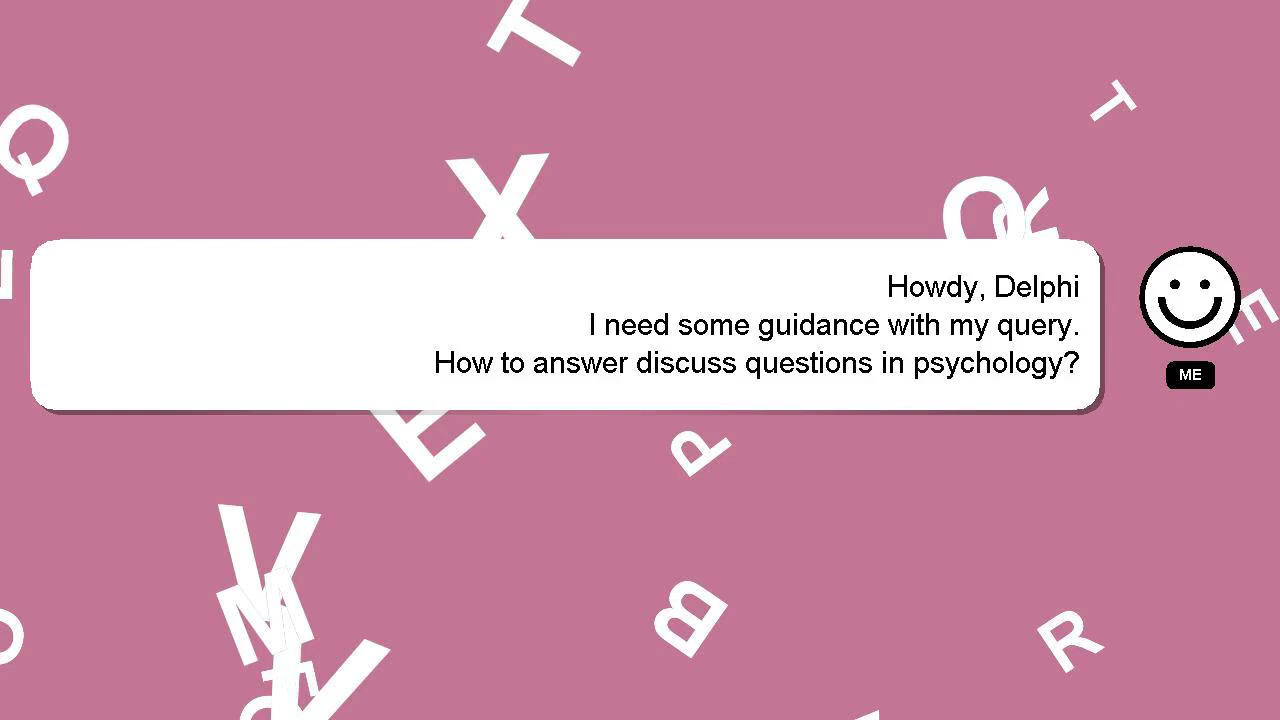 T
T
Q
X
Q
R
E
Howdy, Delphi
I need some guidance with my query.
How to answer discuss questions in psychology?
ME
E
P
V
M
B
R